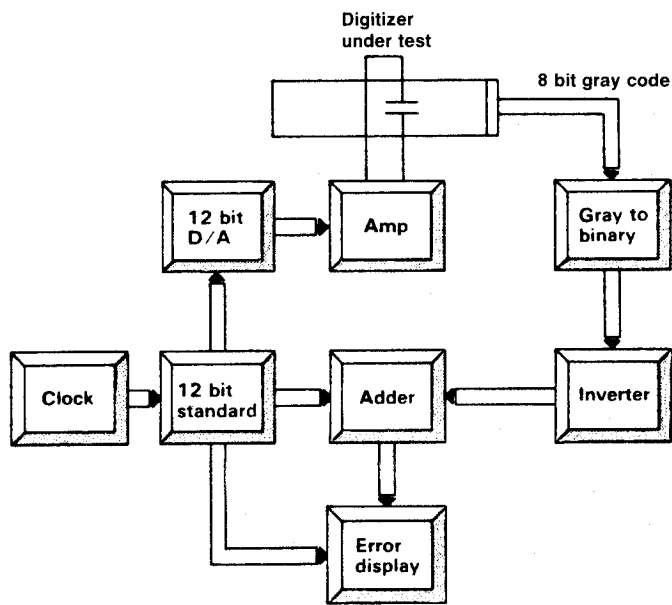 Digitizer
under test
8 bit gray code
12 bit
D/A
Amp
Gray to
binary
Clock
12 bit
standard
Adder
Inverter
Error
display